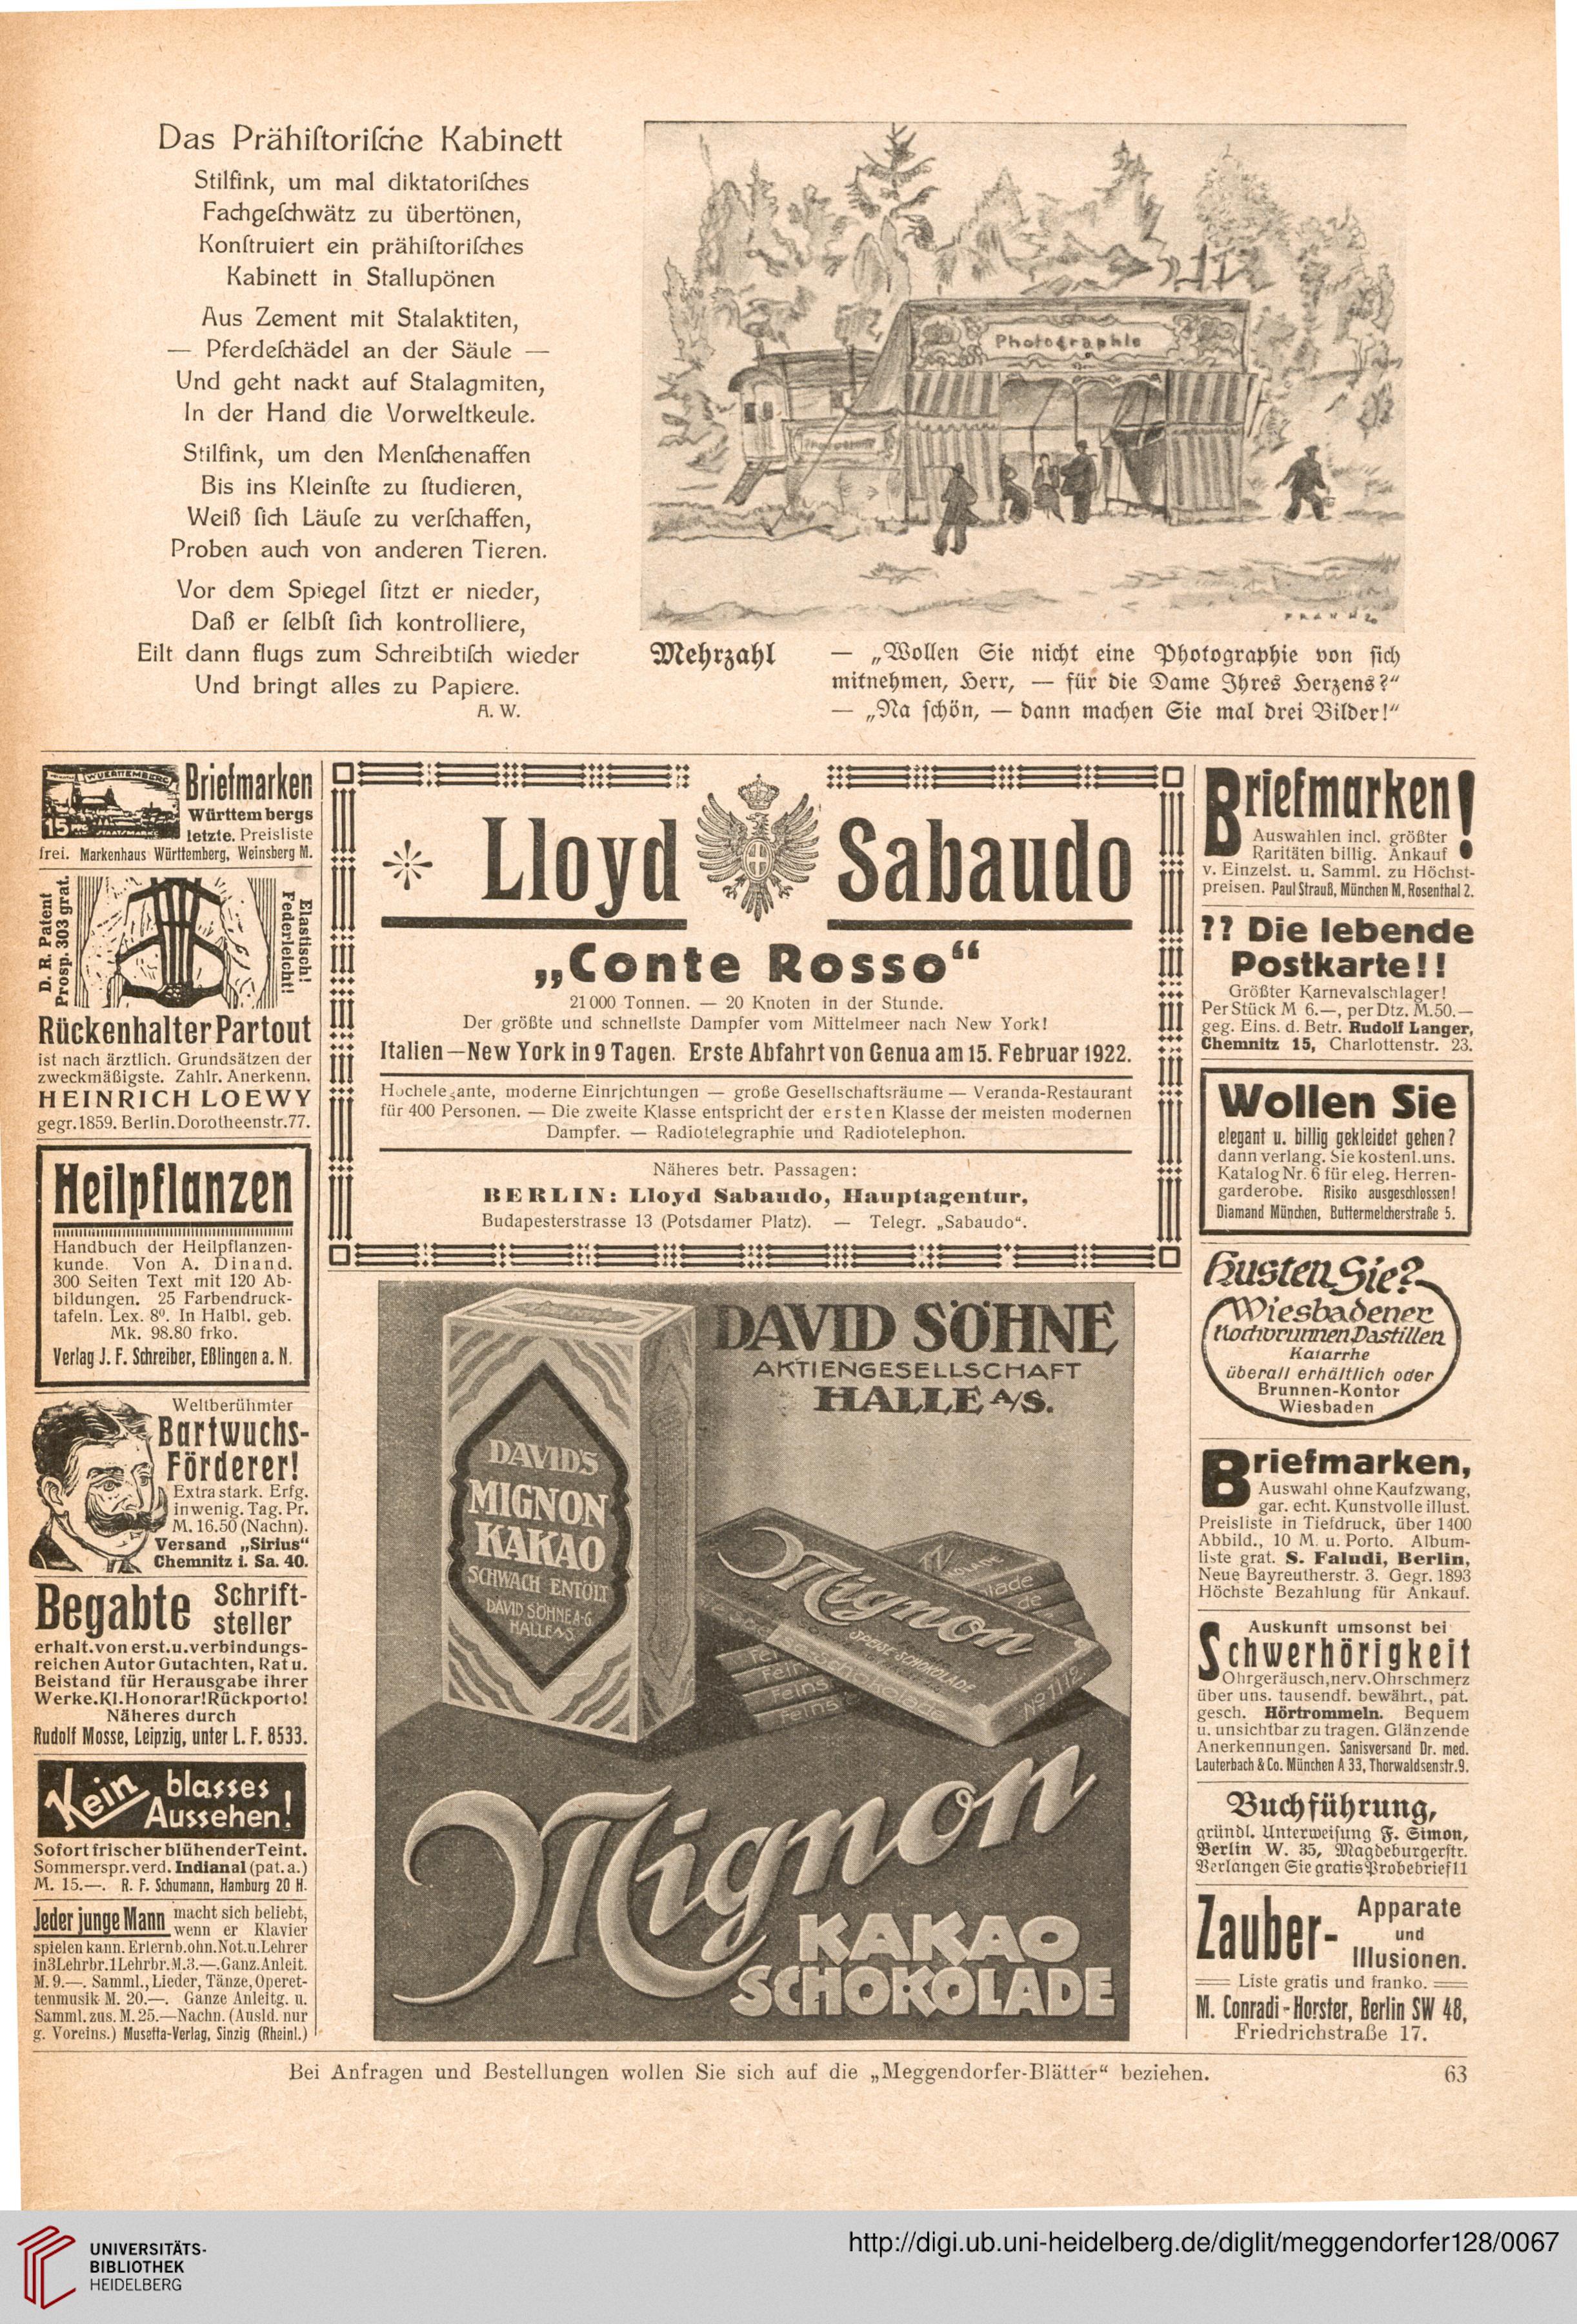 Das Prähiſtoriſche Kabinett
Stilfink, um mal diktatoriſches
Fachgeſchwätz zu übertönen,
Konſtruiert ein prähiſtoriſches
Kabinett in Stallupönen
Aus Zement mit Stalaktiten,
— Pferdeſchädel an der Säule —
Und geht nackt auf Stalagmiten,
In der Hand die Vorweltkeule.
Stilfink, um den Menſchenaffen
Bis ins Kleinſte zu ſtudieren,
Weiß ſich Läuſe zu verſchaffen,
Proben auch von anderen Tieren.
Vor dem Spiegel ſitzt er nieder,
Daß er ſelbſt ſich kontrolliere,
Eilt dann flugs zum Schreibtiſch wieder
Und bringt alles zu Papiere.
A. W.
Photographie
Mehrzahl
— „Wollen Sie nicht eine Photographie von ſich
mitnehmen, Herr, — für die Dame Ihres Herzens?“
— „Na ſchön, — dann machen Sie mal drei Bilder!“
WUERTTEMBERG
15
Briefmarken
Württembergs
letzte. Preisliste
frei. Markenhaus Württemberg, Weinsberg M.
D. R. Patent
Prosp. 303 grat.
Elastisch!
Federleicht!
Rückenhalter Partout
ist nach ärztlich. Grundsätzen der
zweckmäßigste. Zahlr. Anerkenn.
HEINRICH LOEWY
gegr. 1859. Berlin. Dorotheenstr. 77.
Heilpflanzen
Handbuch der Heilpflanzen-
kunde. Von A. Dinand.
300 Seiten Text mit 120 Ab-
bildungen. 25 Farbendruck-
tafeln. Lex. 8⁰. In Halbl. geb.
Mk. 98.80 frko.
Verlag J. F. Schreiber, Eßlingen a. N.
Weltberühmter
Bartwuchs-
Förderer!
Extra stark. Erfg.
in wenig. Tag. Pr.
M. 16.50 (Nachn).
Versand „Sirius“
Chemnitz i. Sa. 40.
Begabte Schrift-
steller
erhalt. von erst. u. verbindungs-
reichen Autor Gutachten, Rat u.
Beistand für Herausgabe ihrer
Werke. Kl. Honorar! Rückporto!
Näheres durch
Rudolf Mosse, Leipzig, unter L. F. 8533.
Kein blasses
Aussehen!
Sofort frischer blühender Teint.
Sommerspr. verd. Indianal (pat. a.)
M. 15.—. R. F. Schumann, Hamburg 20 H.
Jeder junge Mann macht sich beliebt,
wenn er Klavier
spielen kann. Erlernb. ohn. Not. u. Lehrer
in 3 Lehrbr. 1 Lehrbr. M. 3.—. Ganz. Anleit.
M. 9.—. Samml., Lieder, Tänze, Operet-
tenmusik M. 20.—. Ganze Anleitg. u.
Samml. zus. M. 25.—Nachn. (Ausld. nur
g. Voreins.) Musetta-Verlag, Sinzig (Rheinl.)
Lloyd Sabaudo
„Conte Rosso“
21000 Tonnen. — 20 Knoten in der Stunde.
Der größte und schnellste Dampfer vom Mittelmeer nach New York!
Italien—New York in 9 Tagen. Erste Abfahrt von Genua am 15. Februar 1922.
Hochelegante, moderne Einrichtungen — große Gesellschaftsräume — Veranda-Restaurant
für 400 Personen. — Die zweite Klasse entspricht der ersten Klasse der meisten modernen
Dampfer. — Radiotelegraphie und Radiotelephon.
Näheres betr. Passagen:
BERLIN: Lloyd Sabaudo, Hauptagentur,
Budapesterstrasse 13 (Potsdamer Platz). — Telegr. „Sabaudo“.
DAVID SÖHNE
AKTIENGESELLSCHAFT
HALLE A/S.
DAVID'S
MIGNON
KAKAO
SCHWACH ENTÖLT
DAVID SÖHNE A-G.
HALLE A/S
Mignon
SPEISE SCHOKOLADE
No 1112
Mignon
KAKAO
SCHOKOLADE
Briefmarken!
Auswahlen incl. größter
Raritäten billig. Ankauf
v. Einzelst. u. Samml. zu Höchst-
preisen. Paul Strauß, München M, Rosenthal 2.
?? Die lebende
Postkarte!!
Größter Karnevalschlager!
Per Stück M 6.—, per Dtz. M. 50.—
geg. Eins. d. Betr. Rudolf Langer,
Chemnitz 15, Charlottenstr. 23.
Wollen Sie
elegant u. billig gekleidet gehen?
dann verlang. Sie kostenl. uns.
Katalog Nr. 6 für eleg. Herren-
garderobe. Risiko ausgeschlossen!
Diamand München, Buttermelcherstraße 5.
Husten Sie?
Wiesbadener
Kochbrunnen Pastillen
Katarrhe
überall erhältlich oder
Brunnen-Kontor
Wiesbaden
Briefmarken,
Auswahl ohne Kaufzwang,
gar. echt. Kunstvolle illust.
Preisliste in Tiefdruck, über 1400
Abbild., 10 M. u. Porto. Album-
liste grat. S. Faludi, Berlin,
Neue Bayreutherstr. 3. Gegr. 1893
Höchste Bezahlung für Ankauf.
Auskunft umsonst bei
Schwerhörigkeit
Ohrgeräusch, nerv. Ohrschmerz
über uns. tausendf. bewährt., pat.
gesch. Hörtrommeln. Bequem
u. unsichtbar zu tragen. Glänzende
Anerkennungen. Sanisversand Dr. med.
Lauterbach & Co. München A 33, Thorwaldsenstr. 9.
Buchführung,
gründl. Unterweiſung F. Simon,
Berlin W. 35, Magdeburgerſtr.
Verlangen Sie gratis Probebrief 11
Zauber- Apparate
und
Illusionen.
Liste gratis und franko.
M. Conradi-Horster, Berlin SW 48,
Friedrichstraße 17.
Bei Anfragen und Bestellungen wollen Sie sich auf die „Meggendorfer-Blätter“ beziehen. 63
UNIVERSITÄTS-
BIBLIOTHEK
HEIDELBERG
http://digi.ub.uni-heidelberg.de/diglit/meggendorfer128/0067